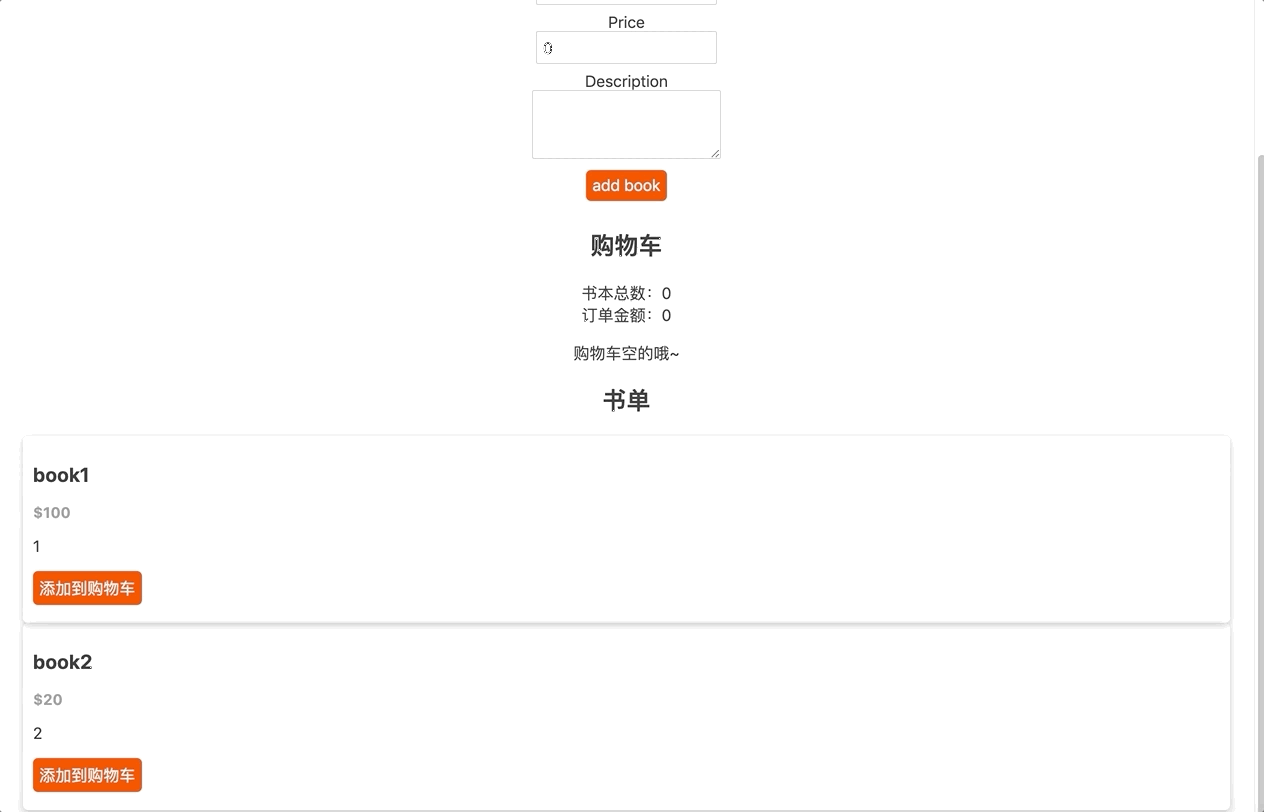 Price
0
Description
add book
购物车
书本总数：0
订单金额：0
购物车空的哦~
书单
book1
$100
1
添加到购物车
book2
$20
2
添加到购物车